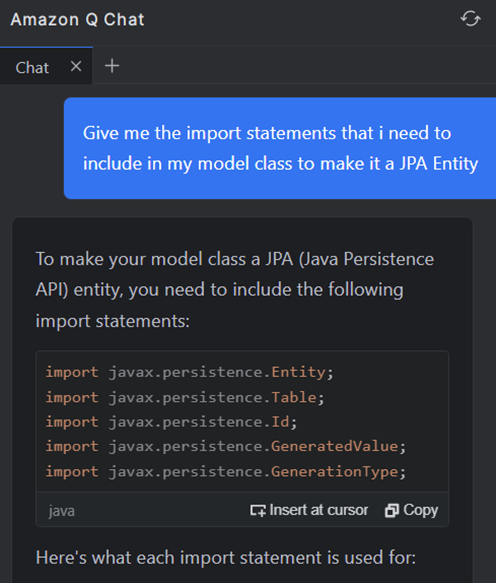 Amazon Q Chat
Chat
Give me the import statements that i need to
include in my model class to make it a JPA Entity
To make your model class a JPA (Java Persistence
API) entity, you need to include the following
import statements:
import javax.persistence.Entity;
import javax.persistence.Table;
import javax.persistence.Id;
import javax.persistence.GeneratedValue;
import javax.persistence.GenerationType;
java Insert at cursor Copy
Here's what each import statement is used for: